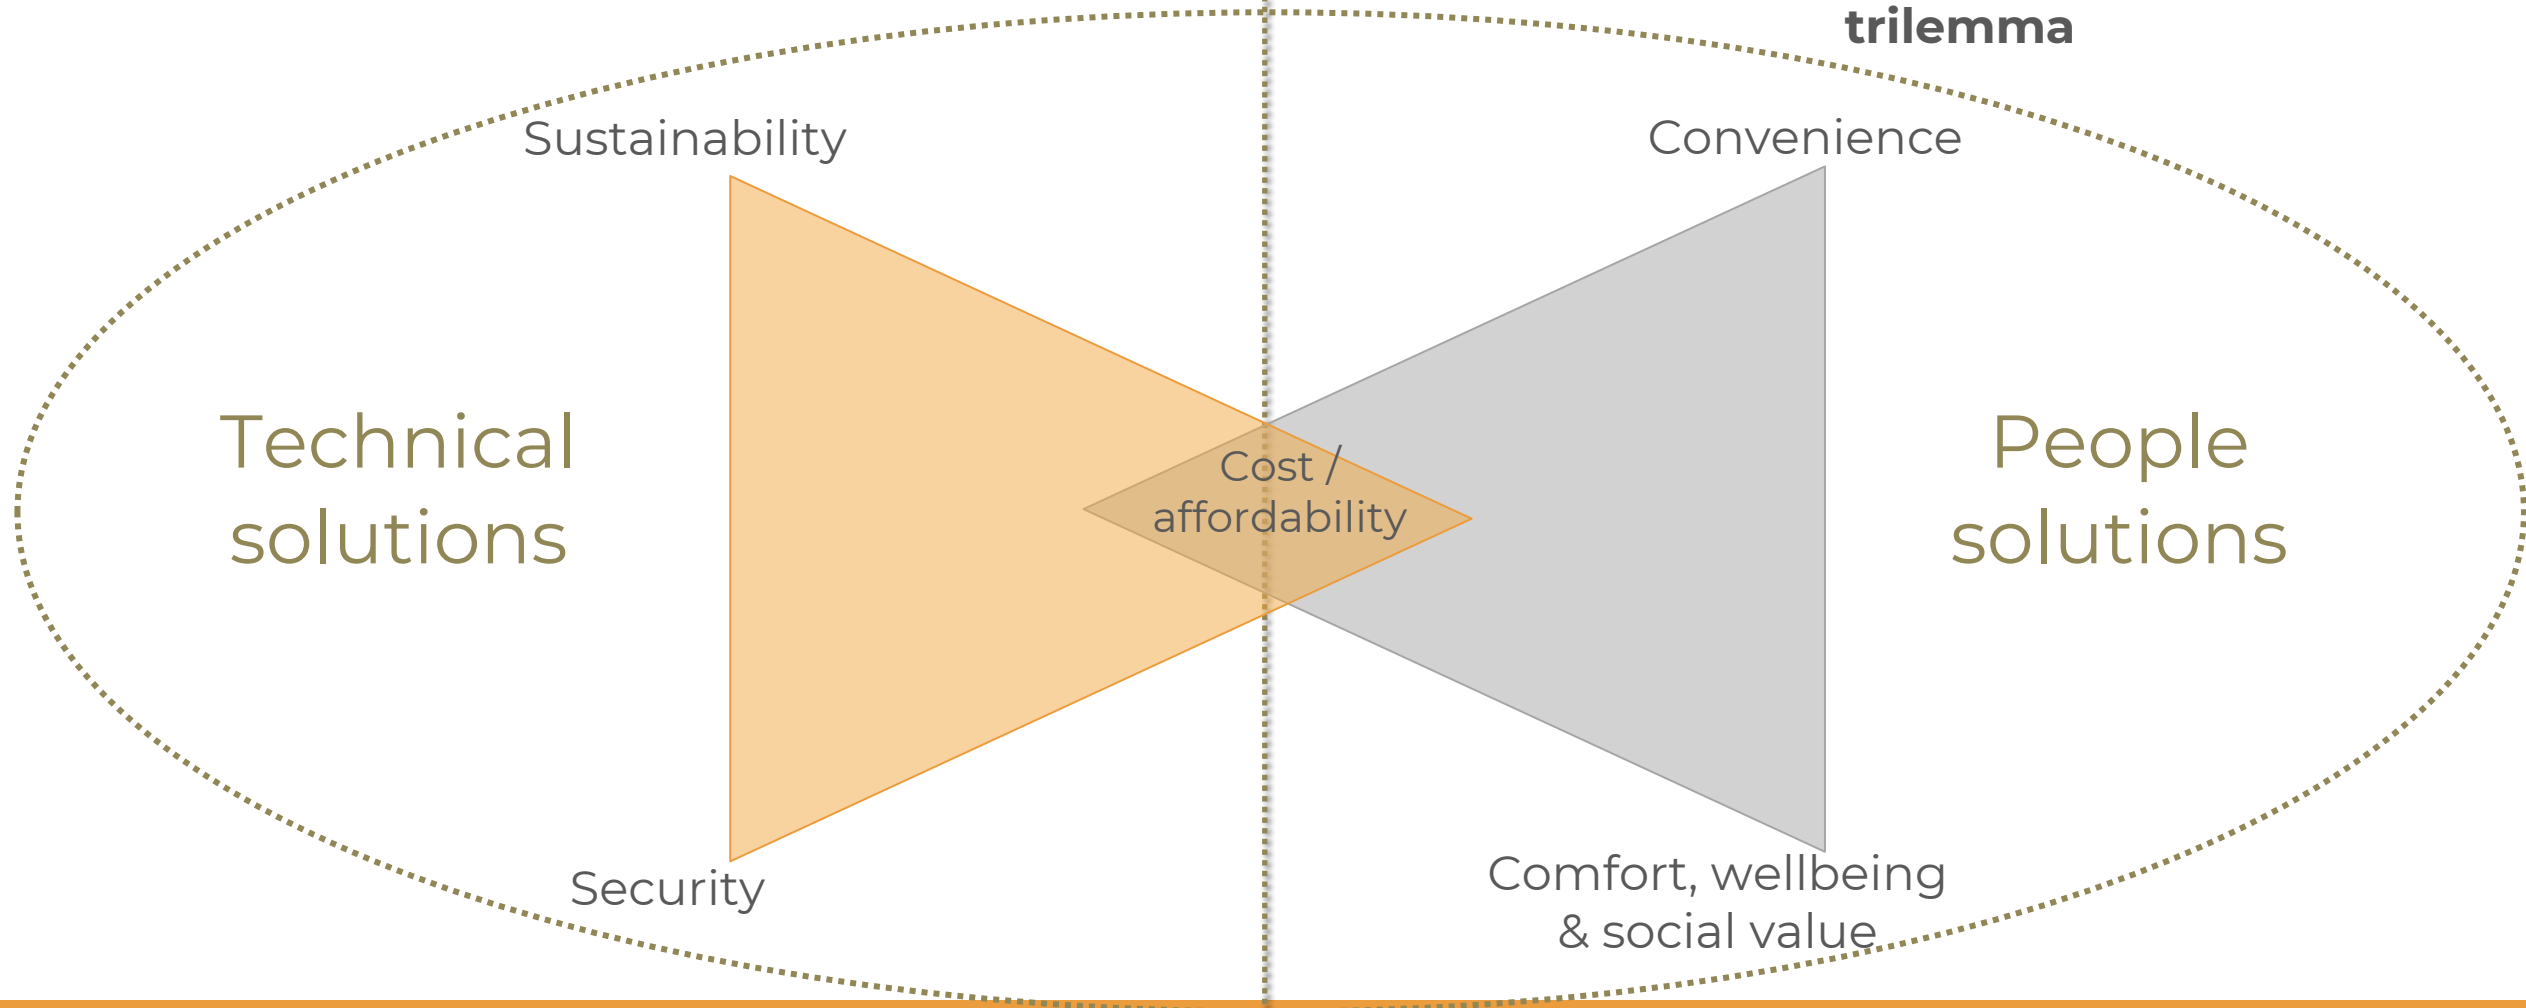 trilemma
Sustainability
Convenience
Technical
solutions
Cost /
affordability
People
solutions
Security
Comfort, wellbeing
& social value